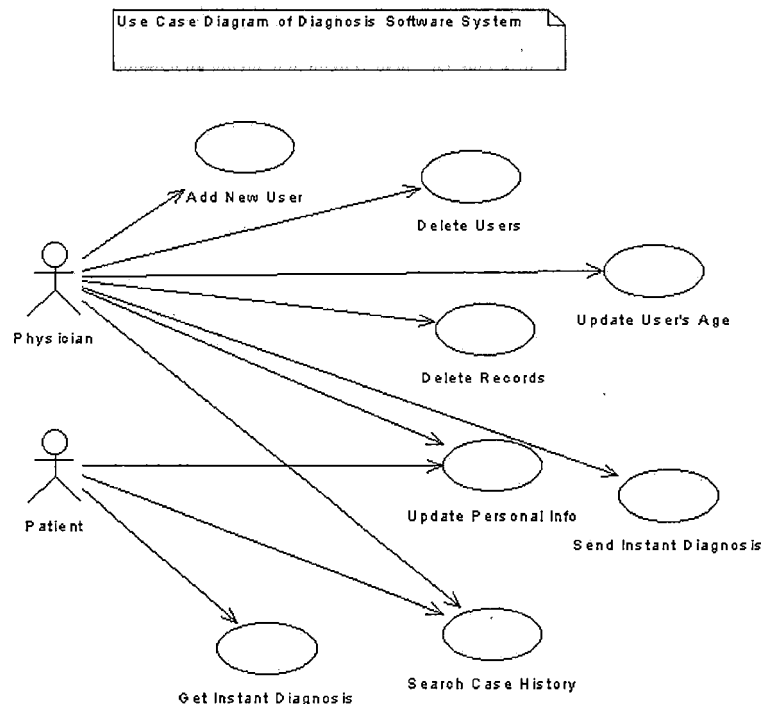 Use Case Diagram of Diagnosis Software System
Add New User
Delete Users
Update User's Age
Physician
Delete Records
Update Personal Info
Patient
Send Instant Diagnosis
Search Case History
Get Instant Diagnosis